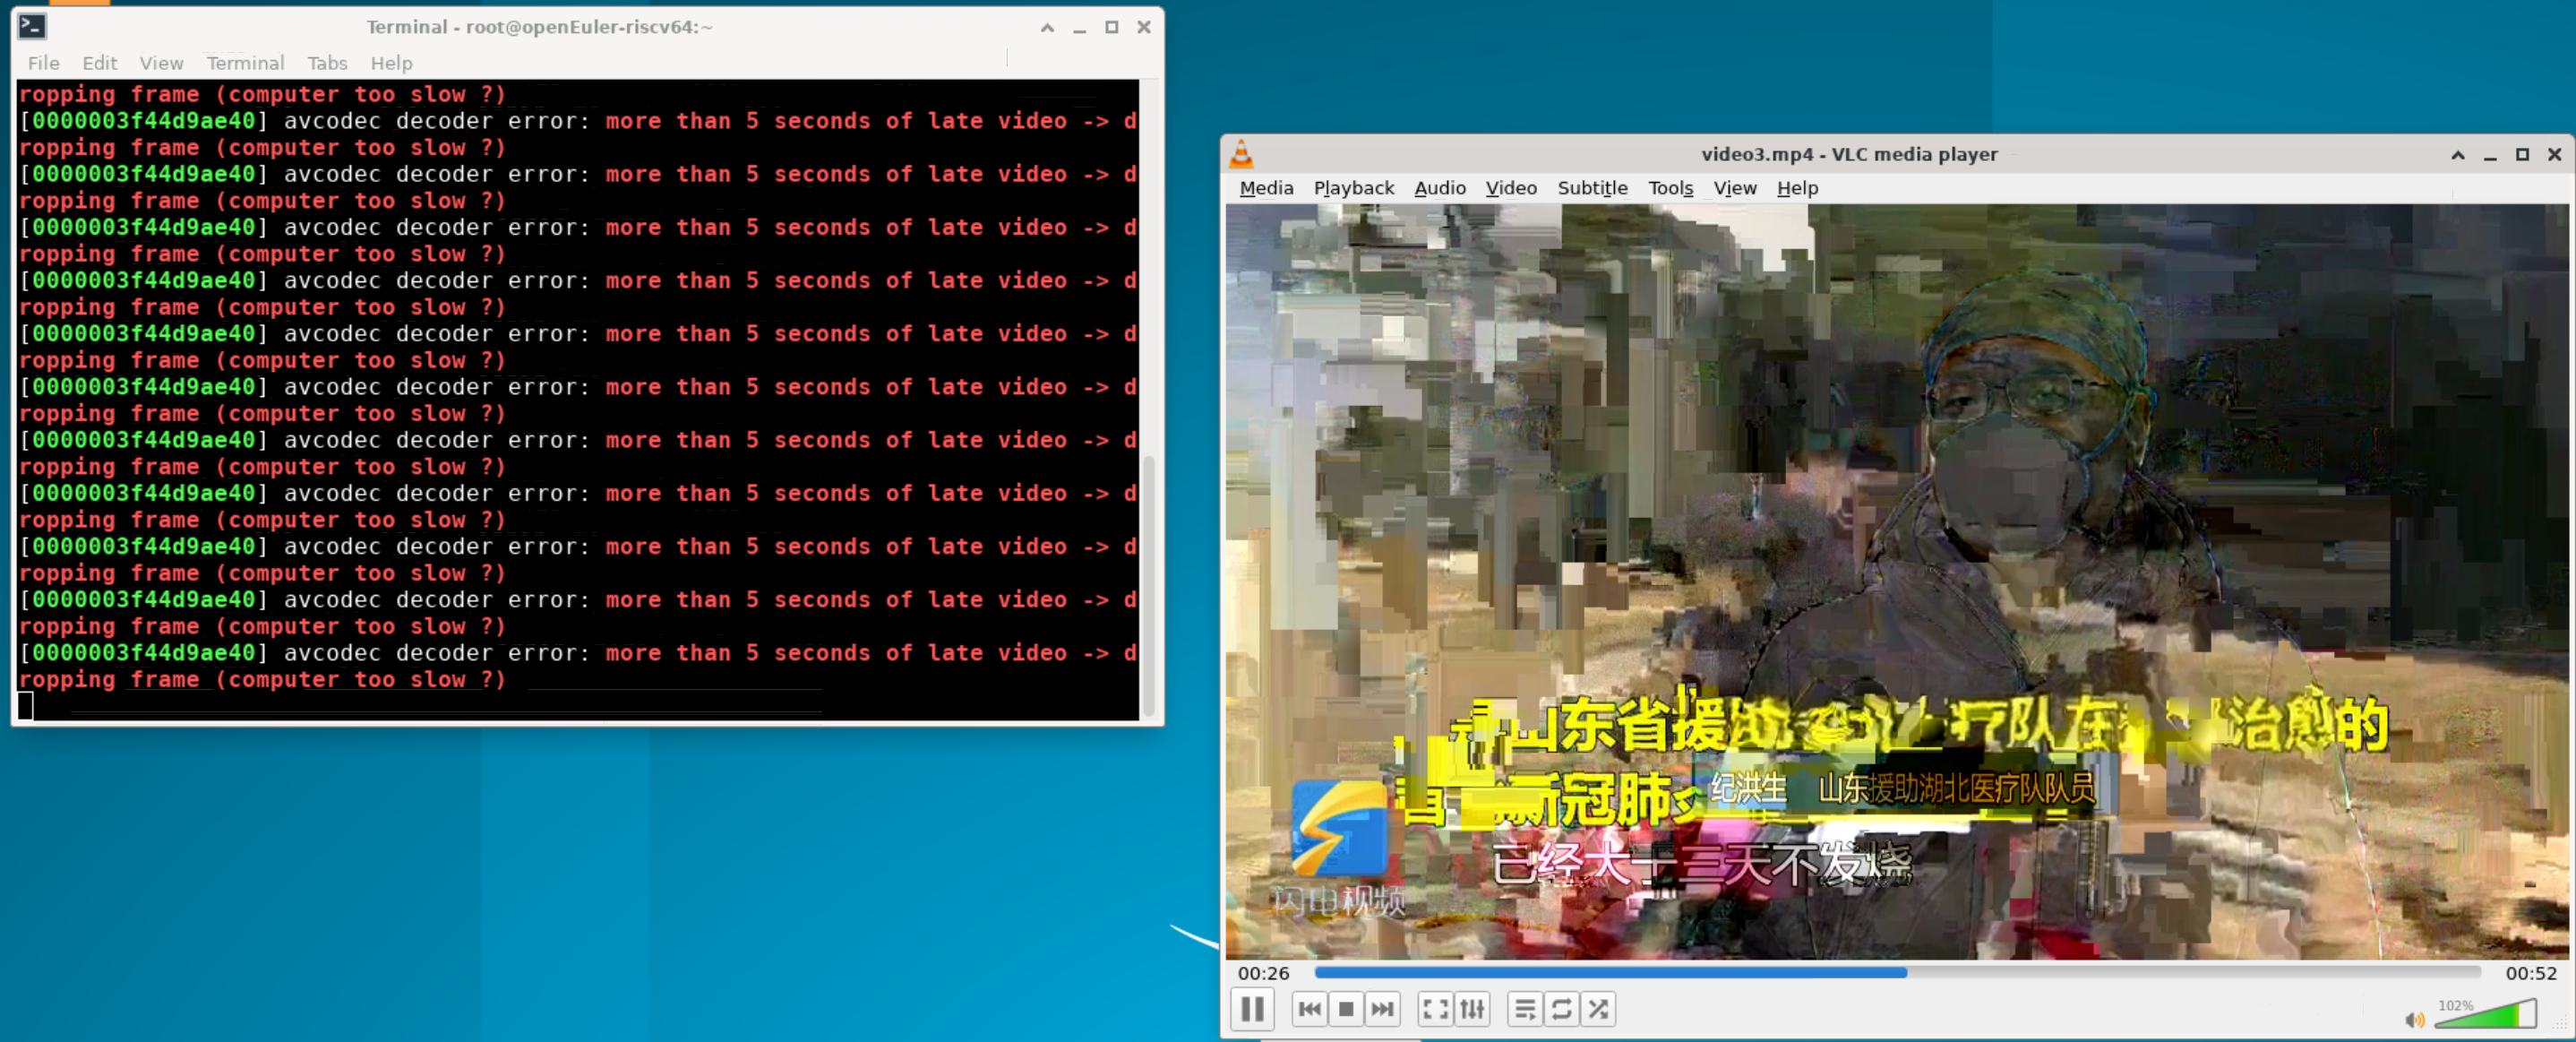 Terminal - root@openEuler-riscv64:~
File Edit View Terminal Tabs Help
ropping frame (computer too slow ?)
[0000003f44d9ae40] avcodec decoder error: more than 5 seconds of late video -> d
ropping frame (computer too slow ?)
[0000003f44d9ae40] avcodec decoder error: more than 5 seconds of late video -> d
ropping frame (computer too slow ?)
[0000003f44d9ae40] avcodec decoder error: more than 5 seconds of late video -> d
ropping frame (computer too slow ?)
[0000003f44d9ae40] avcodec decoder error: more than 5 seconds of late video -> d
ropping frame (computer too slow ?)
[0000003f44d9ae40] avcodec decoder error: more than 5 seconds of late video -> d
ropping frame (computer too slow ?)
[0000003f44d9ae40] avcodec decoder error: more than 5 seconds of late video -> d
ropping frame (computer too slow ?)
[0000003f44d9ae40] avcodec decoder error: more than 5 seconds of late video -> d
ropping frame (computer too slow ?)
[0000003f44d9ae40] avcodec decoder error: more than 5 seconds of late video -> d
ropping frame (computer too slow ?)
[0000003f44d9ae40] avcodec decoder error: more than 5 seconds of late video -> d
ropping frame (computer too slow ?)
[0000003f44d9ae40] avcodec decoder error: more than 5 seconds of late video -> d
ropping frame (computer too slow ?)
[0000003f44d9ae40] avcodec decoder error: more than 5 seconds of late video -> d
ropping frame (computer too slow ?)
video3.mp4 - VLC media player
Media Playback Audio Video Subtitle Tools View Help
山东省援 疗队在 治愈的
新冠肺
纪洪生 山东援助湖北医疗队队员
已经大于三天不发烧
闪电视频
00:26 00:52
102%